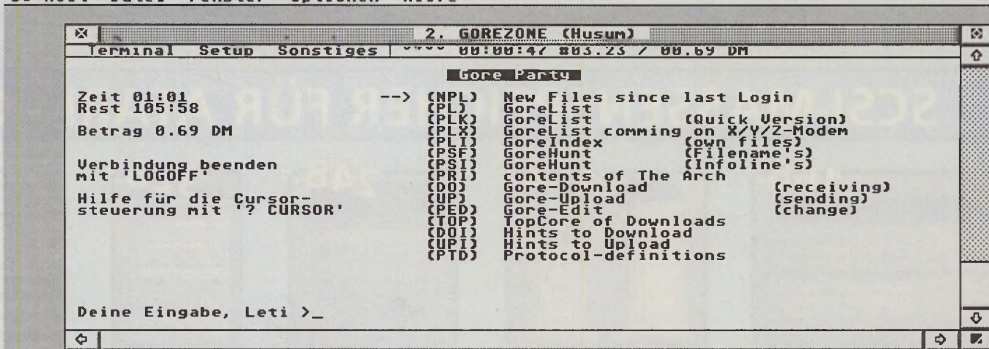 2. GOREZONE (Husum)
Terminal Setup Sonstiges 00:00:47 #03.23 / 00.69 DM
Gore Party
Zeit 01:01
Rest 105:58
Betrag 0.69 DM
Verbindung beenden
mit 'LOGOFF'
Hilfe für die Cursor-
steuerung mit '? CURSOR'
--> (NPL) New Files since last Login
(PL) GoreList
(PLK) GoreList (Quick Version)
(PLX) GoreList comming on X/Y/Z-Modem
(PLI) GoreIndex (own files)
(PSF) GoreHunt (Filename's)
(PSI) GoreHunt (Infoline's)
(PRI) contents of The Arch
(DO) Gore-Download (receiving)
(UP) Gore-Upload (sending)
(PED) Gore-Edit (change)
(TOP) TopCore of Downloads
(DOI) Hints to Download
(UPI) Hints to Upload
(PTD) Protocol-definitions
Deine Eingabe, Leti >_